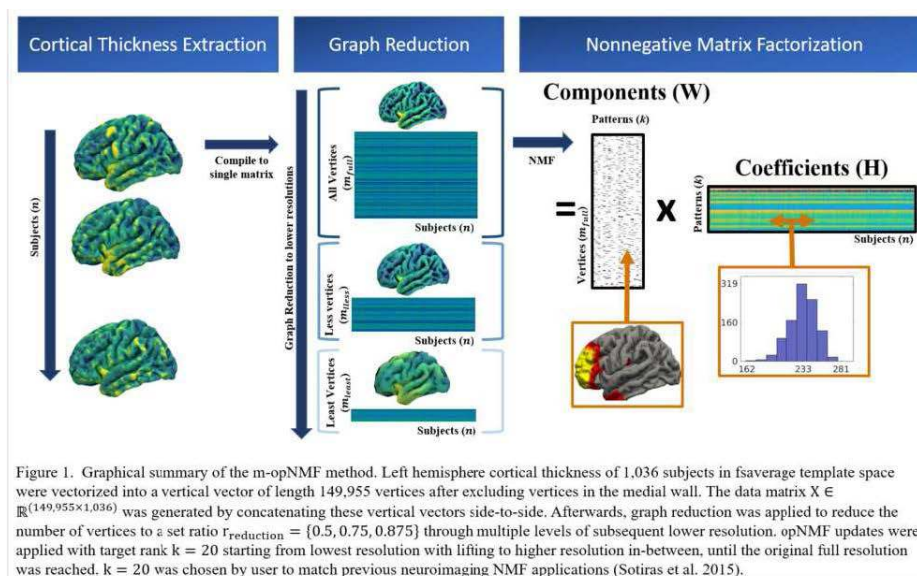 Cortical Thickness Extraction
Graph Reduction
Nonnegative Matrix Factorization
Subjects (n)
Compile to
single matrix
Graph Reduction to lower resolutions
All Vertices
(m_full)
Subjects (n)
Less vertices
(m_lless)
Subjects (n)
Least Vertices
(m_least)
Subjects (n)
NMF
Components (W)
Patterns (k)
=
Vertices (m_full)
X
Coefficients (H)
Patterns (k)
Subjects (n)
319
160
0
162
233
281
Figure 1. Graphical summary of the m-opNMF method. Left hemisphere cortical thickness of 1,036 subjects in fsaverage template space
were vectorized into a vertical vector of length 149,955 vertices after excluding vertices in the medial wall. The data matrix X ∈
ℝ^(149,955×1,036) was generated by concatenating these vertical vectors side-to-side. Afterwards, graph reduction was applied to reduce the
number of vertices to a set ratio r_reduction = {0.5, 0.75, 0.875} through multiple levels of subsequent lower resolution. opNMF updates were
applied with target rank k = 20 starting from lowest resolution with lifting to higher resolution in-between, until the original full resolution
was reached. k = 20 was chosen by user to match previous neuroimaging NMF applications (Sotiras et al. 2015).